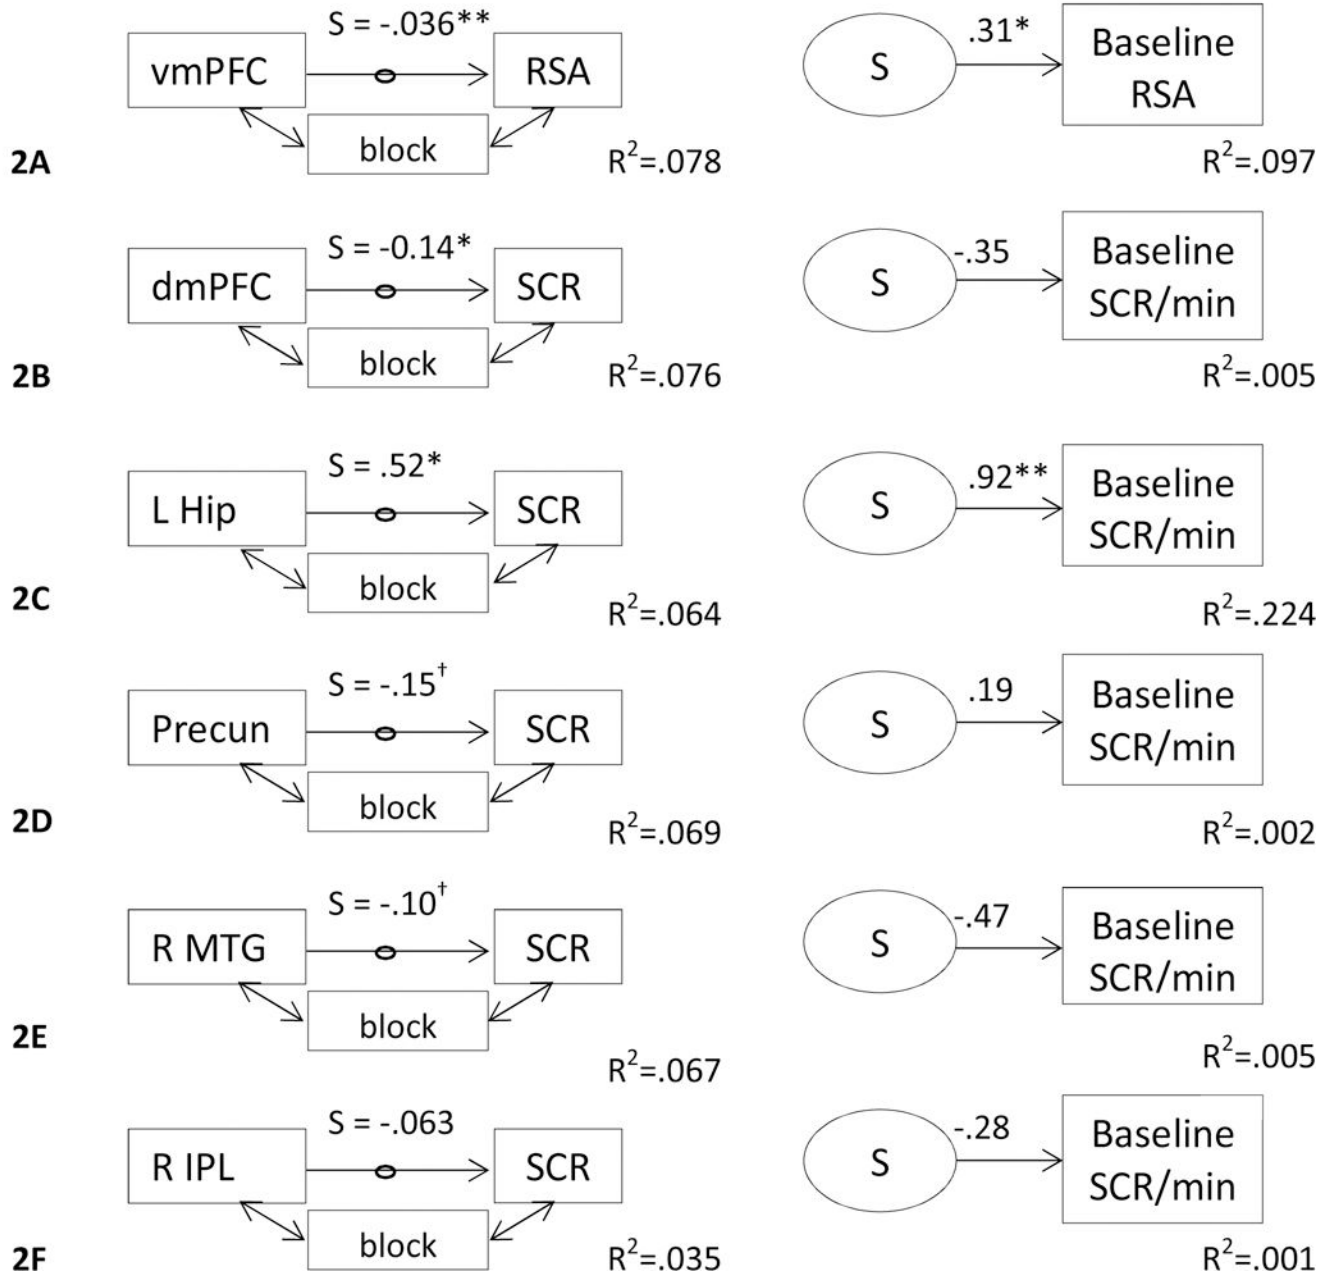 S = -.036**
vmPFC
RSA
block
2A
R²=.078
S
.31*
Baseline
RSA
R²=.097
S = -0.14*
dmPFC
SCR
block
2B
R²=.076
S
-.35
Baseline
SCR/min
R²=.005
S = .52*
L Hip
SCR
block
2C
R²=.064
S
.92**
Baseline
SCR/min
R²=.224
S = -.15†
Precun
SCR
block
2D
R²=.069
S
.19
Baseline
SCR/min
R²=.002
S = -.10†
R MTG
SCR
block
2E
R²=.067
S
-.47
Baseline
SCR/min
R²=.005
S = -.063
R IPL
SCR
block
2F
R²=.035
S
-.28
Baseline
SCR/min
R²=.001